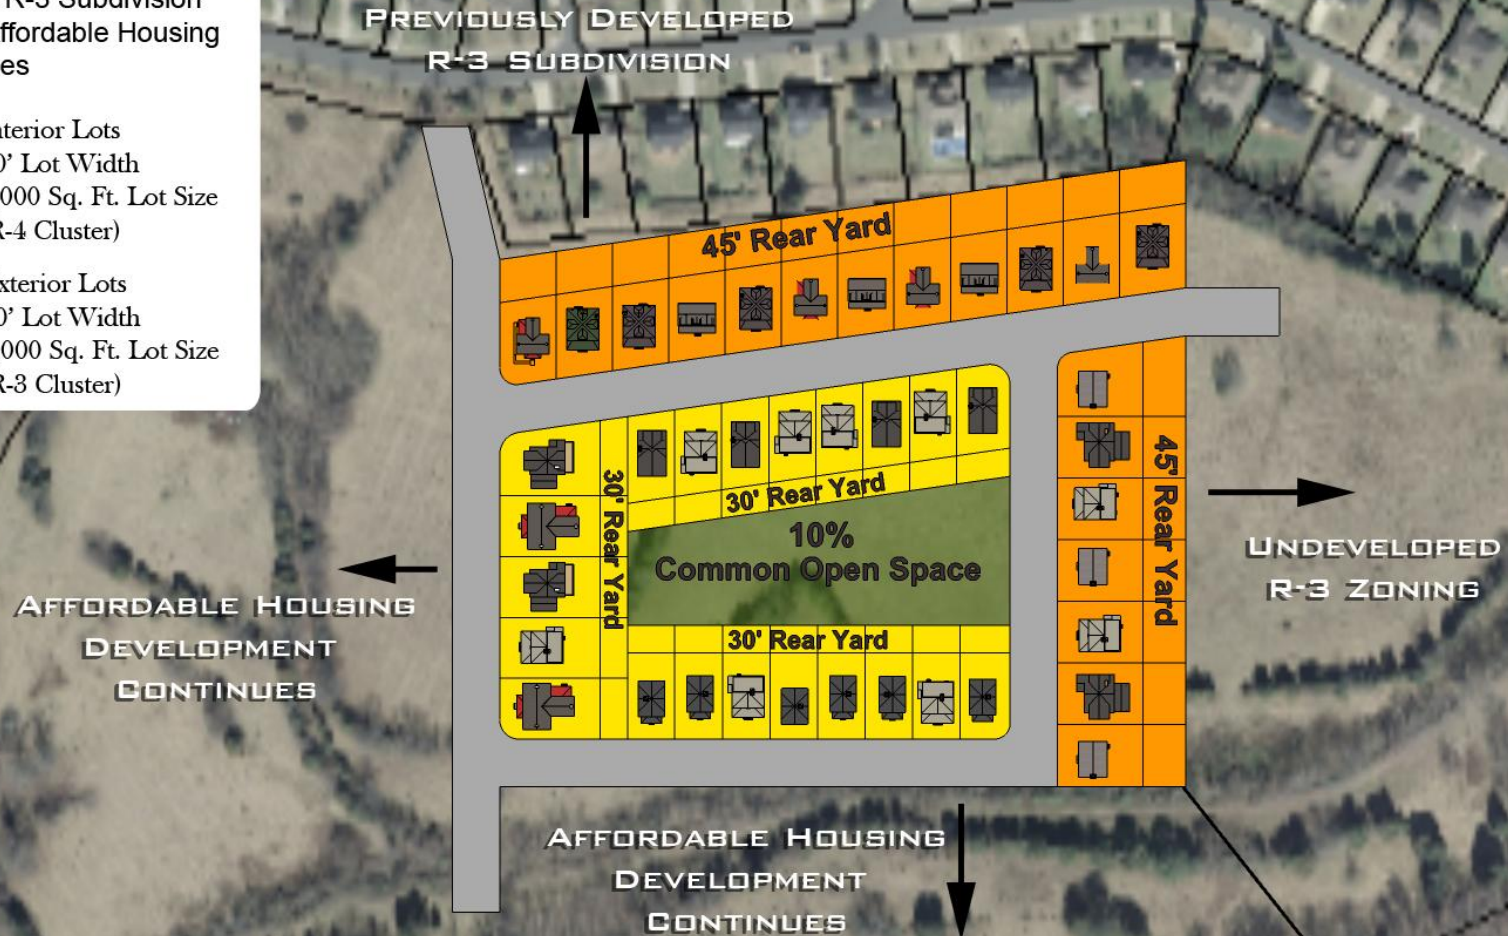 R-3 Subdivision
ffordable Housing
es
nterior Lots
0' Lot Width
000 Sq. Ft. Lot Size
R-4 Cluster)
xterior Lots
0' Lot Width
000 Sq. Ft. Lot Size
R-3 Cluster)
PREVIOUSLY DEVELOPED
R-3 SUBDIVISION
45' Rear Yard
30' Rear Yard
30' Rear Yard
10%
Common Open Space
30' Rear Yard
45' Rear Yard
UNDEVELOPED
R-3 ZONING
AFFORDABLE HOUSING
DEVELOPMENT
CONTINUES
AFFORDABLE HOUSING
DEVELOPMENT
CONTINUES